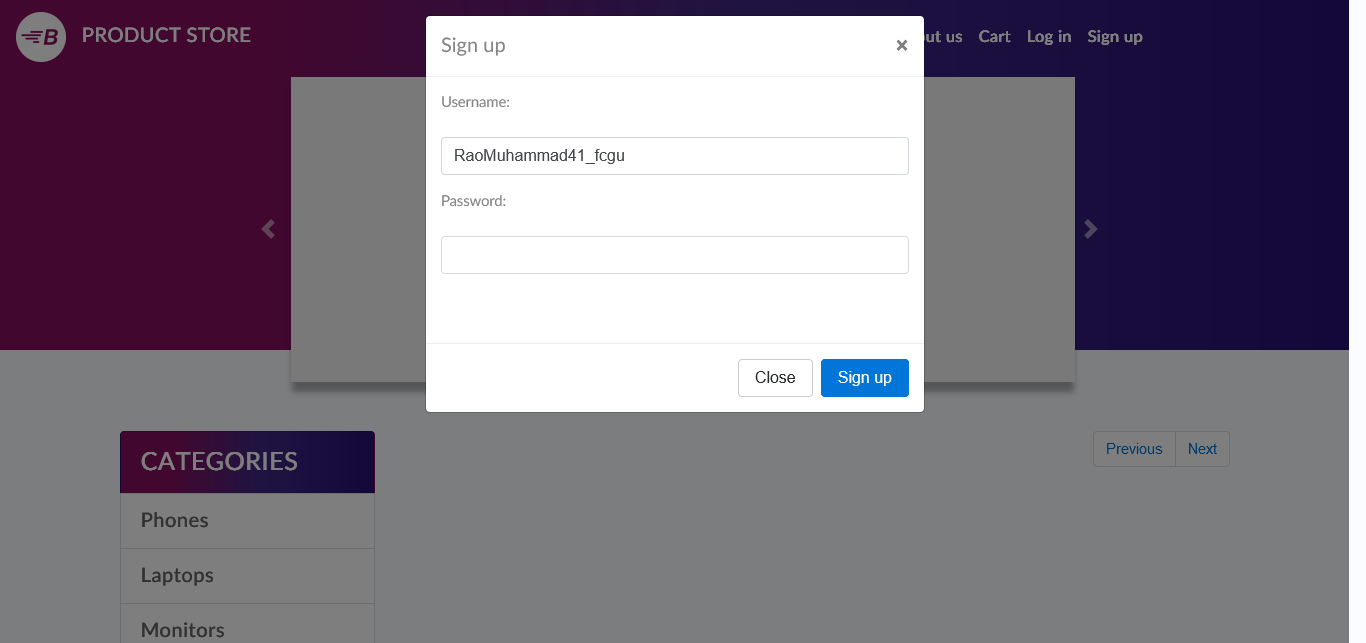 B PRODUCT STORE
ut us Cart Log in Sign up
Sign up ×
Username:
RaoMuhammad41_fcgu
Password:
Close Sign up
CATEGORIES
Phones
Laptops
Monitors
Previous Next